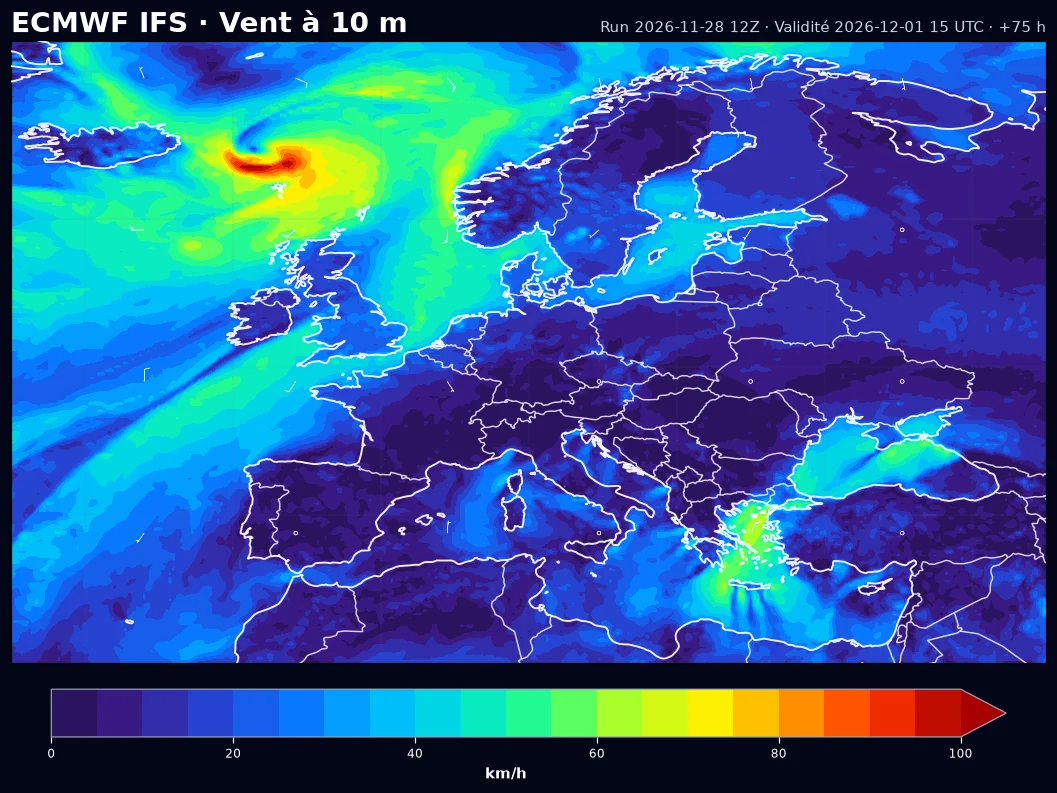 ECMWF IFS · Vent à 10 m
Run 2026-11-28 12Z · Validité 2026-12-01 15 UTC · +75 h
0 20 40 60 80 100
km/h